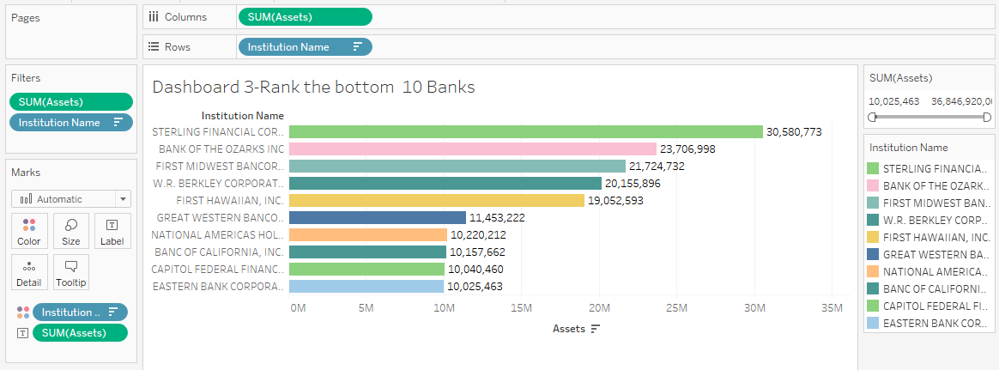 Pages
Columns
SUM(Assets)
Rows
Institution Name
Filters
SUM(Assets)
Institution Name
Marks
Automatic
Color Size Label
Detail Tooltip
Institution ..
SUM(Assets)
Dashboard 3-Rank the bottom 10 Banks
Institution Name
STERLING FINANCIAL COR.. 30,580,773
BANK OF THE OZARKS INC 23,706,998
FIRST MIDWEST BANCOR.. 21,724,732
W.R. BERKLEY CORPORAT.. 20,155,896
FIRST HAWAIIAN, INC. 19,052,593
GREAT WESTERN BANCO.. 11,453,222
NATIONAL AMERICAS HOL.. 10,220,212
BANC OF CALIFORNIA, INC. 10,157,662
CAPITOL FEDERAL FINANC.. 10,040,460
EASTERN BANK CORPORA.. 10,025,463
0M 5M 10M 15M 20M 25M 30M 35M
Assets
SUM(Assets)
10,025,463 36,846,920,0
Institution Name
STERLING FINANCIA..
BANK OF THE OZARK..
FIRST MIDWEST BAN..
W.R. BERKLEY CORP..
FIRST HAWAIIAN, INC.
GREAT WESTERN BA..
NATIONAL AMERICA..
BANC OF CALIFORNI..
CAPITOL FEDERAL FI..
EASTERN BANK COR..